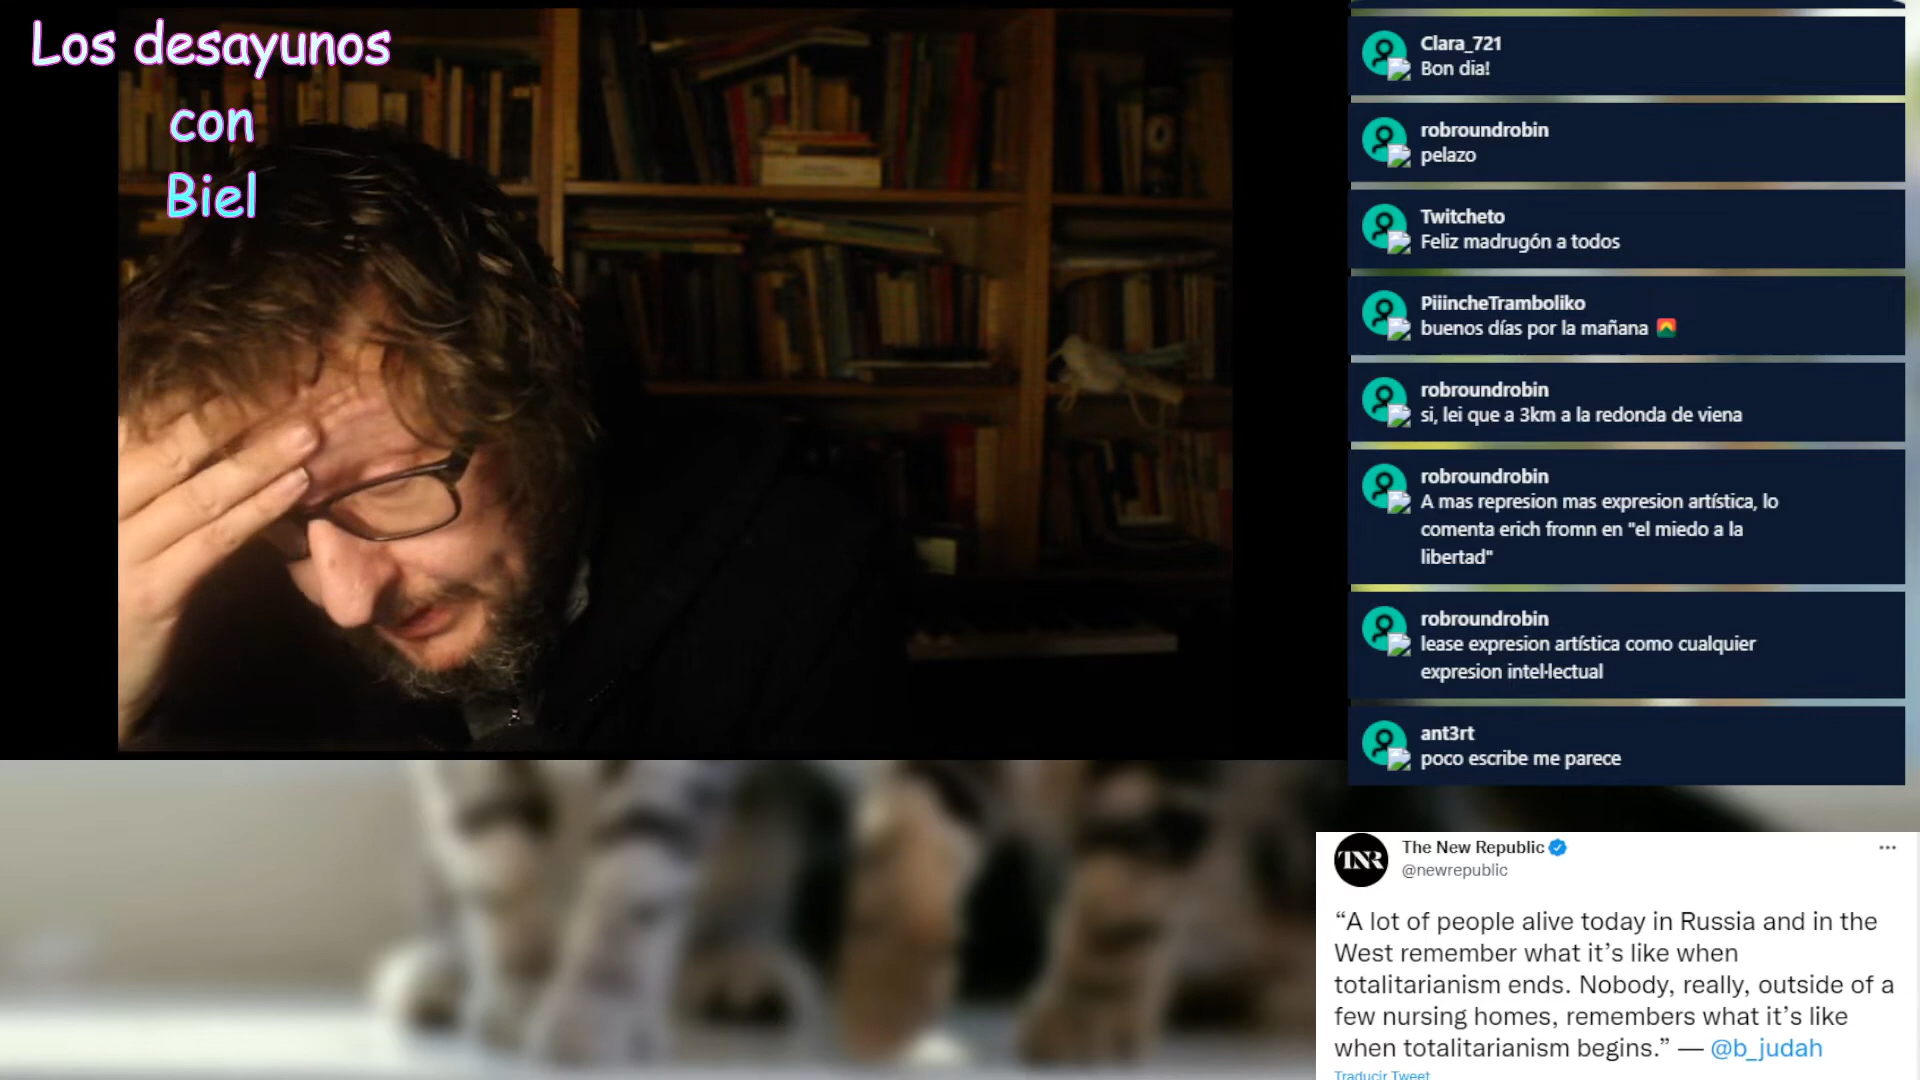 Los desayunos
con
Biel
Clara_721
Bon dia!
robroundrobin
pelazo
Twitcheto
Feliz madrugón a todos
PiiincheTramboliko
buenos días por la mañana
robroundrobin
si, lei que a 3km a la redonda de viena
robroundrobin
A mas represion mas expresion artística, lo
comenta erich fromn en "el miedo a la
libertad"
robroundrobin
lease expresion artística como cualquier
expresion intel·lectual
ant3rt
poco escribe me parece
TNR
The New Republic
@newrepublic
“A lot of people alive today in Russia and in the
West remember what it’s like when
totalitarianism ends. Nobody, really, outside of a
few nursing homes, remembers what it’s like
when totalitarianism begins.” — @b_judah
Traducir Tweet